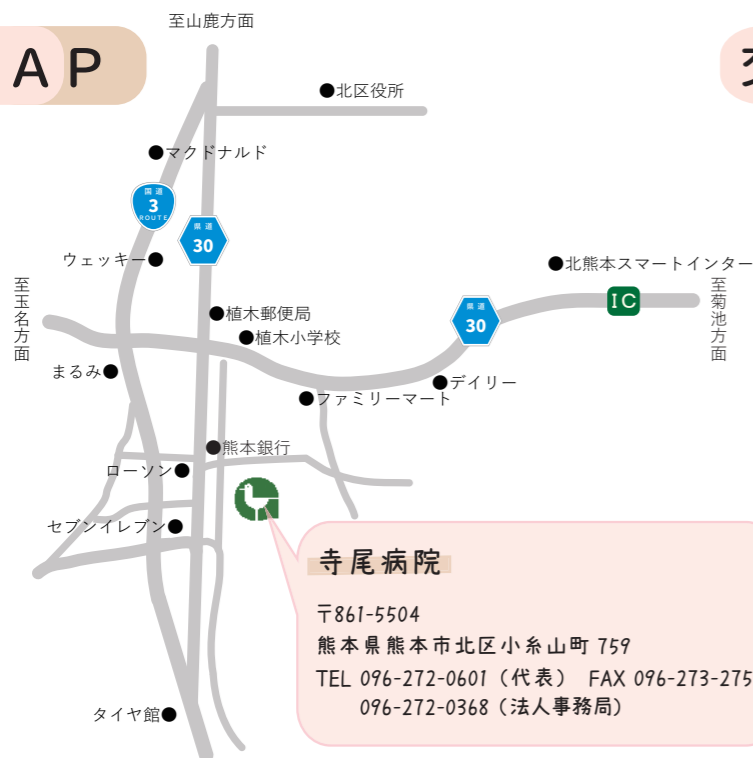 至山鹿方面
AP
交
北区役所
マクドナルド
国道
3
ROUTE
県道
30
ウェッキー
北熊本スマートインター
至玉名方面
至菊池方面
IC
植木郵便局
県道
30
植木小学校
まるみ
デイリー
ファミリーマート
熊本銀行
ローソン
セブンイレブン
寺尾病院
〒861-5504
熊本県熊本市北区小糸山町 759
TEL 096-272-0601（代表） FAX 096-273-275
096-272-0368（法人事務局）
タイヤ館